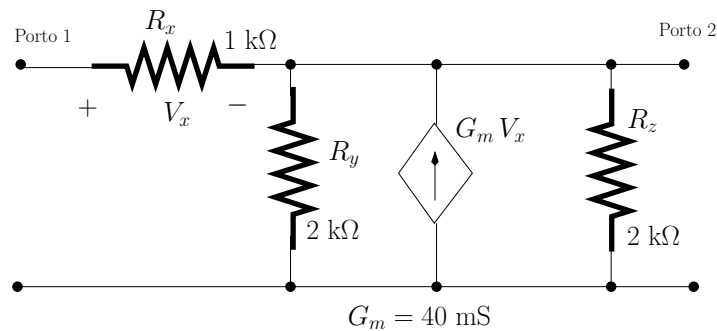 Porto 1
R_x
1 kΩ
Porto 2
+ V_x −
R_y
2 kΩ
G_m V_x
R_z
2 kΩ
G_m = 40 mS